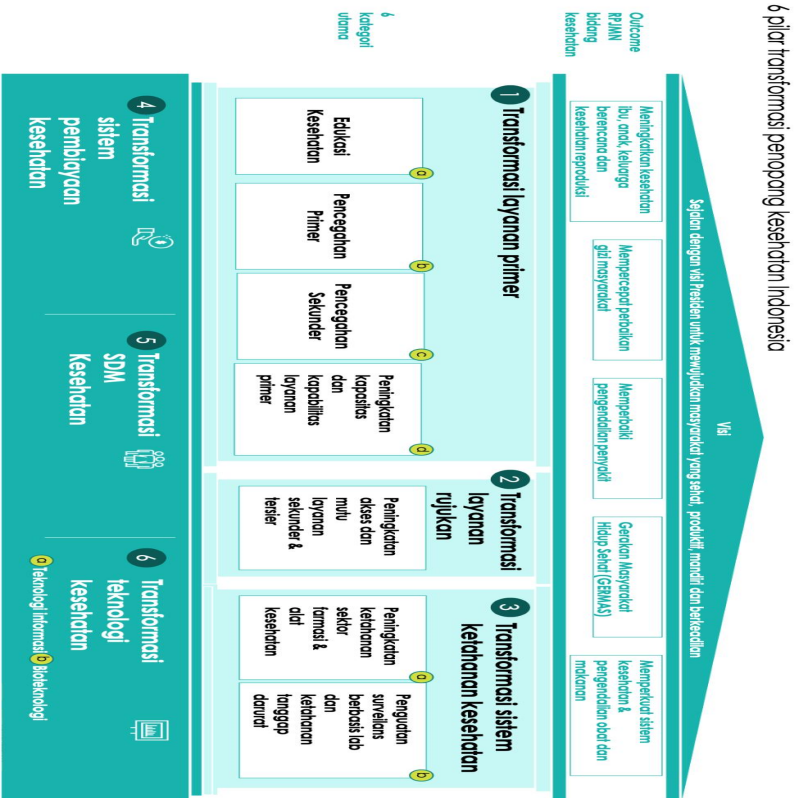 6 pilar transformasi penopang kesehatan Indonesia
Visi
Sejalan dengan visi Presiden untuk mewujudkan masyarakat yang sehat, produktif, mandiri dan berkeadilan
Outcome
RPJMN
bidang
kesehatan
Meningkatkan kesehatan
ibu, anak, keluarga
berencana dan
kesehatan reproduksi
Mempercepat perbaikan
gizi masyarakat
Memperbaiki
pengendalian penyakit
Gerakan Masyarakat
Hidup Sehat (GERMAS)
Memperkuat sistem
kesehatan &
pengendalian obat dan
makanan
6
kategori
utama
1 Transformasi layanan primer
a
Edukasi
Kesehatan
b
Pencegahan
Primer
c
Pencegahan
Sekunder
d
Peningkatan
kapasitas
dan
kapabilitas
layanan
primer
2 Transformasi
layanan
rujukan
Peningkatan
akses dan
mutu
layanan
sekunder &
tersier
3 Transformasi sistem
ketahanan kesehatan
a
Peningkatan
ketahanan
sektor
farmasi &
alat
kesehatan
b
Penguatan
surveilans
berbasis lab
dan
ketahanan
tanggap
darurat
4 Transformasi
sistem
pembiayaan
kesehatan
5 Transformasi
SDM
Kesehatan
6 Transformasi
teknologi
kesehatan
a Teknologi informasi b Bioteknologi